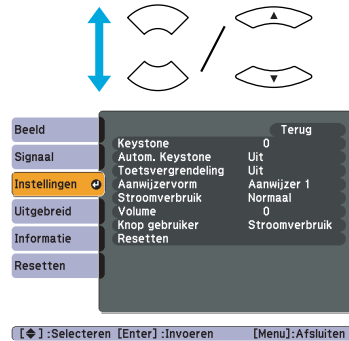 Beeld
Signaal
Instellingen
Uitgebreid
Informatie
Resetten
Terug
Keystone 0
Autom. Keystone Uit
Toetsvergrendeling Uit
Aanwijzervorm Aanwijzer 1
Stroomverbruik Normaal
Volume 0
Knop gebruiker Stroomverbruik
Resetten
[ ] :Selecteren [Enter] :Invoeren [Menu]:Afsluiten